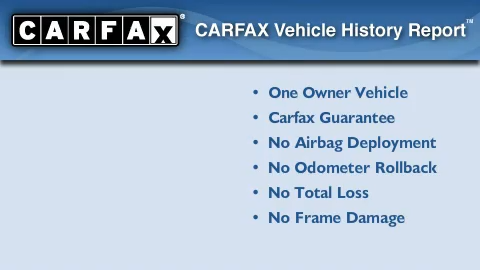 CARFAX® CARFAX Vehicle History Report™
• One Owner Vehicle
• Carfax Guarantee
• No Airbag Deployment
• No Odometer Rollback
• No Total Loss
• No Frame Damage